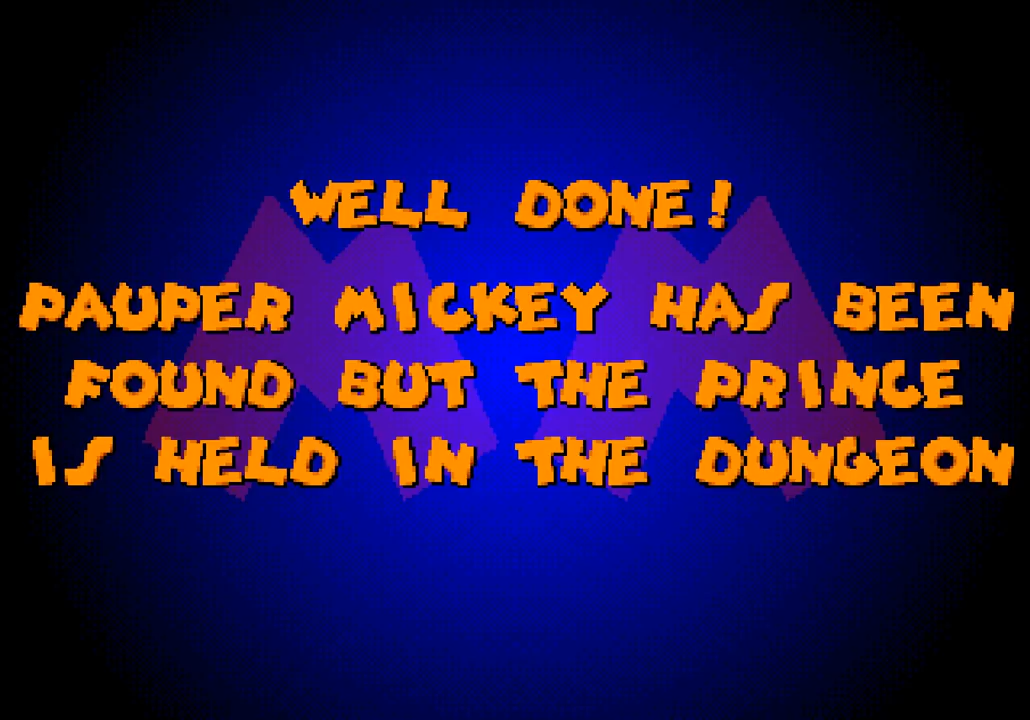 WELL DONE!
PAUPER MICKEY HAS BEEN
FOUND BUT THE PRINCE
IS HELD IN THE DUNGEON